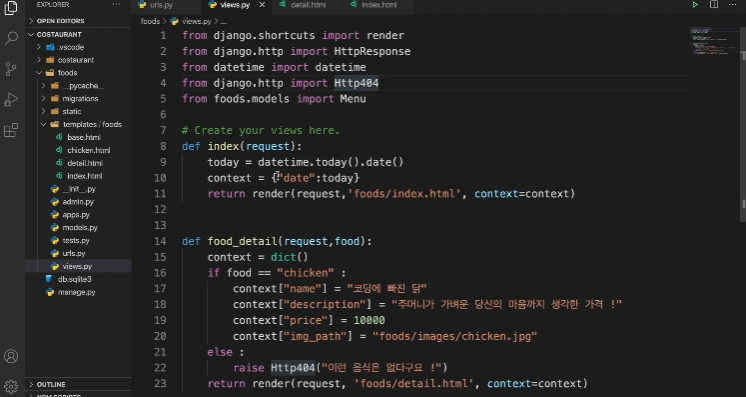 EXPLORER
urls.py
views.py
detail.html
index.html
OPEN EDITORS
COSTAURANT
.vscode
costaurant
foods
__pycache__
migrations
static
templates / foods
base.html
chicken.html
detail.html
index.html
__init__.py
admin.py
apps.py
models.py
tests.py
urls.py
views.py
db.sqlite3
manage.py
OUTLINE
NPM SCRIPTS
foods > views.py > ...
1 from django.shortcuts import render
2 from django.http import HttpResponse
3 from datetime import datetime
4 from django.http import Http404
5 from foods.models import Menu
6
7 # Create your views here.
8 def index(request):
9 today = datetime.today().date()
10 context = {"date":today}
11 return render(request,'foods/index.html', context=context)
12
13
14 def food_detail(request,food):
15 context = dict()
16 if food == "chicken" :
17 context["name"] = "코딩에 빠진 닭"
18 context["description"] = "주머니가 가벼운 당신의 마음까지 생각한 가격 !"
19 context["price"] = 10000
20 context["img_path"] = "foods/images/chicken.jpg"
21 else :
22 raise Http404("이런 음식은 없다구요 !")
23 return render(request, 'foods/detail.html', context=context)